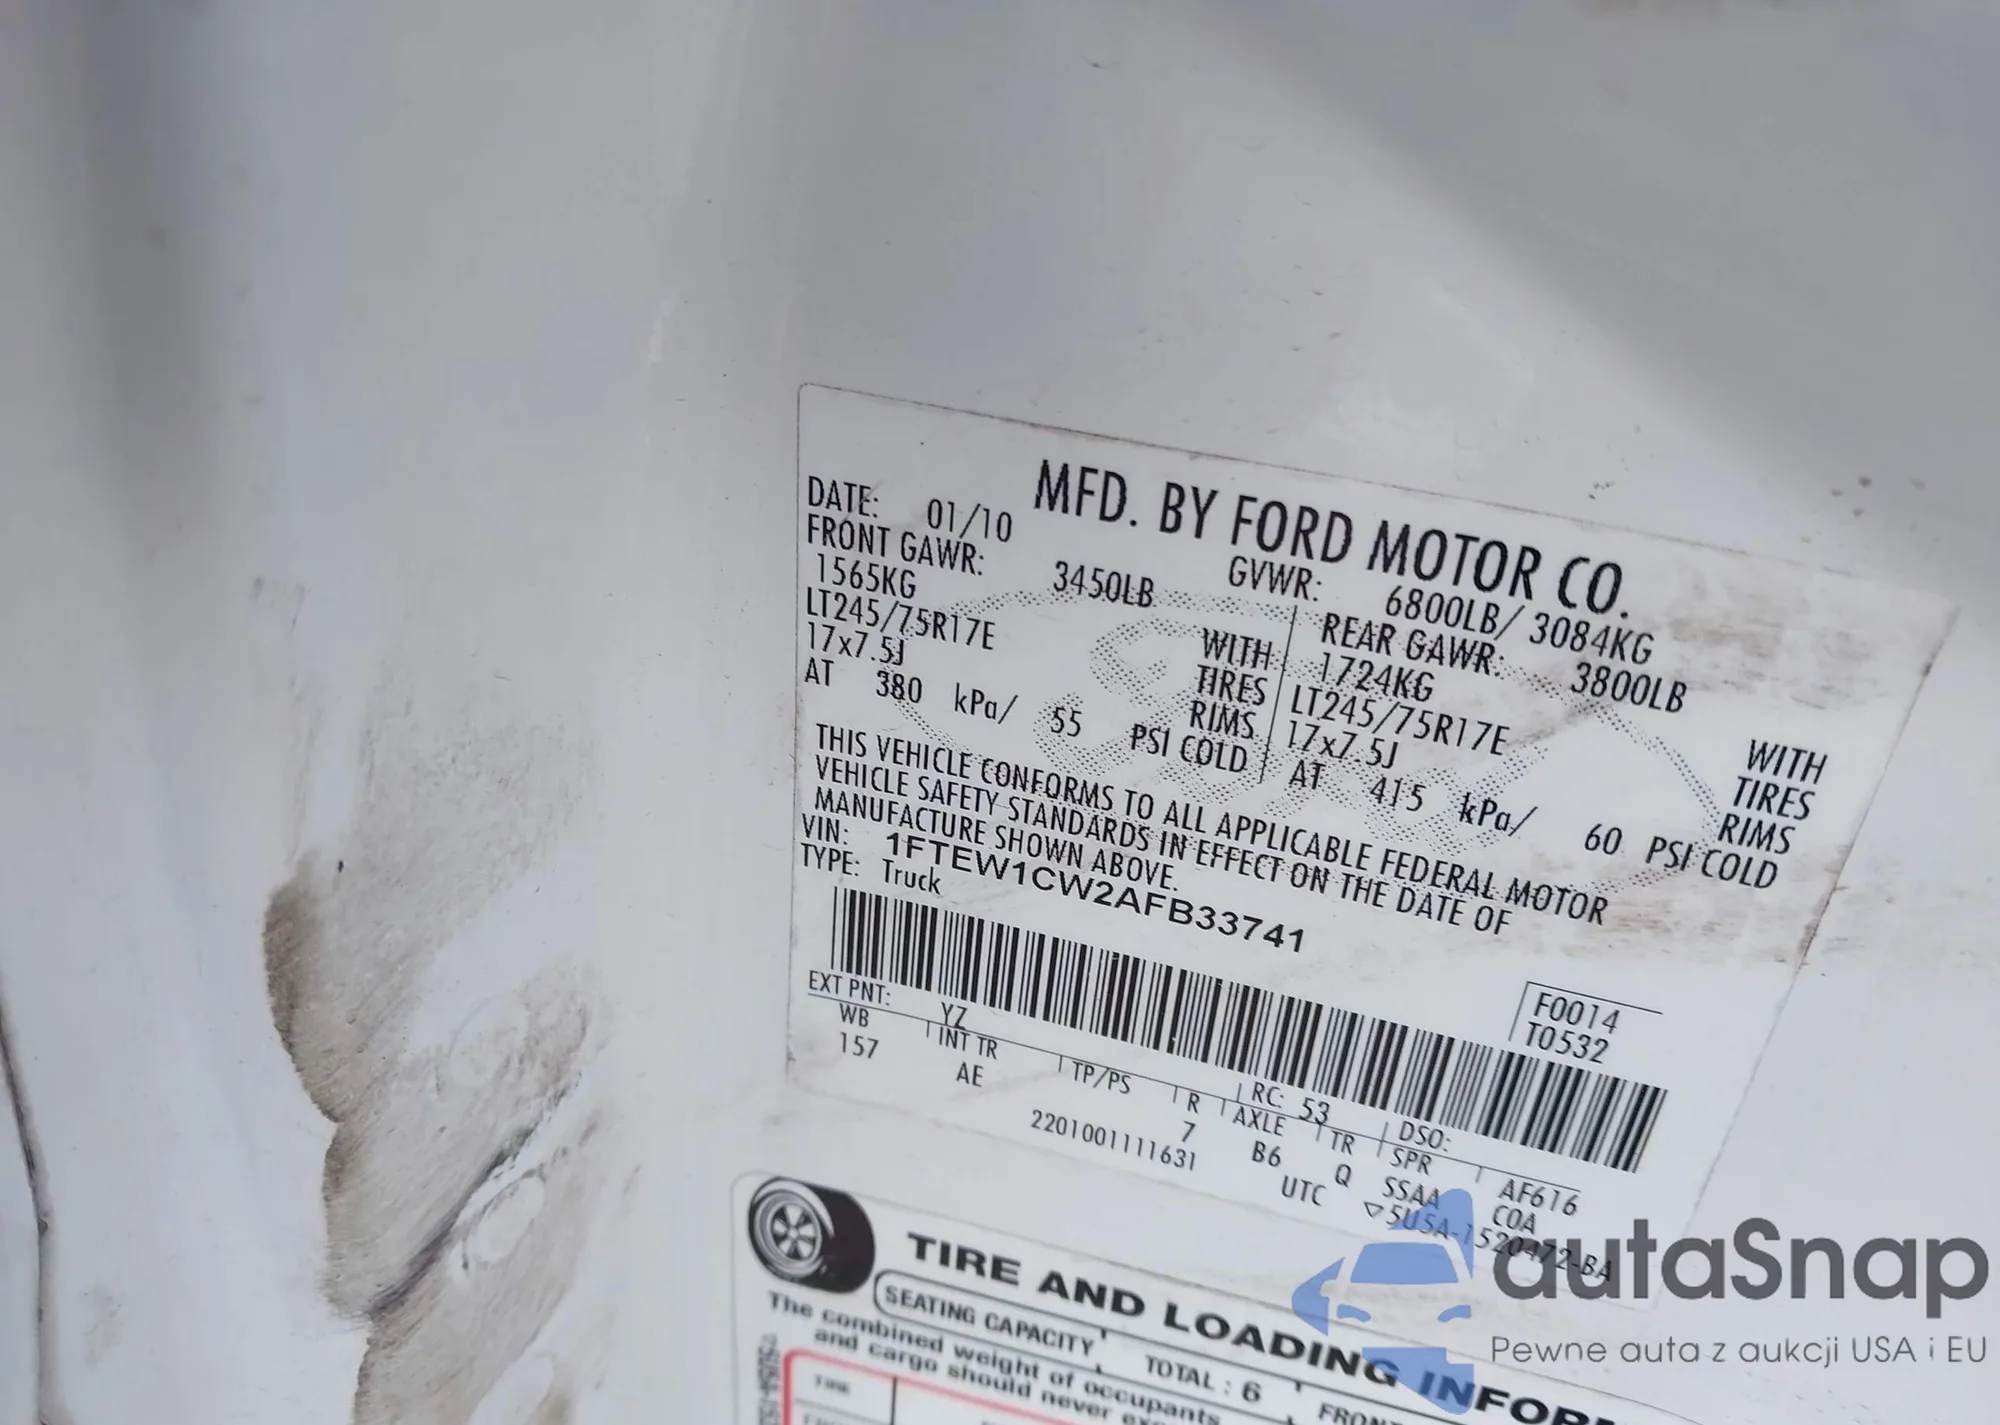 MFD. BY FORD MOTOR CO.
DATE: 01/10 GVWR: 6800LB/ 3084KG
FRONT GAWR: 3450LB REAR GAWR: 3800LB
1565KG WITH 1724KG WITH
LT245/75R17E TIRES LT245/75R17E TIRES
17x7.5J RIMS 17x7.5J RIMS
AT 380 kPa/ 55 PSI COLD AT 415 kPa/ 60 PSI COLD
THIS VEHICLE CONFORMS TO ALL APPLICABLE FEDERAL MOTOR
VEHICLE SAFETY STANDARDS IN EFFECT ON THE DATE OF
MANUFACTURE SHOWN ABOVE.
VIN: 1FTEW1CW2AFB33741
TYPE: Truck
F0014
T0532
EXT PNT: YZ RC: 53 DSO:
WB INT TR TP/PS R AXLE TR SPR AF616
157 AE 7 B6 Q SSAA COA
2201001111631 UTC ▽5U5A-1520472-BA
TIRE AND LOADING INFOR
SEATING CAPACITY TOTAL : 6 FRON
The combined weight of occupants
and cargo should never exc
TIRE
autaSnap
Pewne auta z aukcji USA i EU